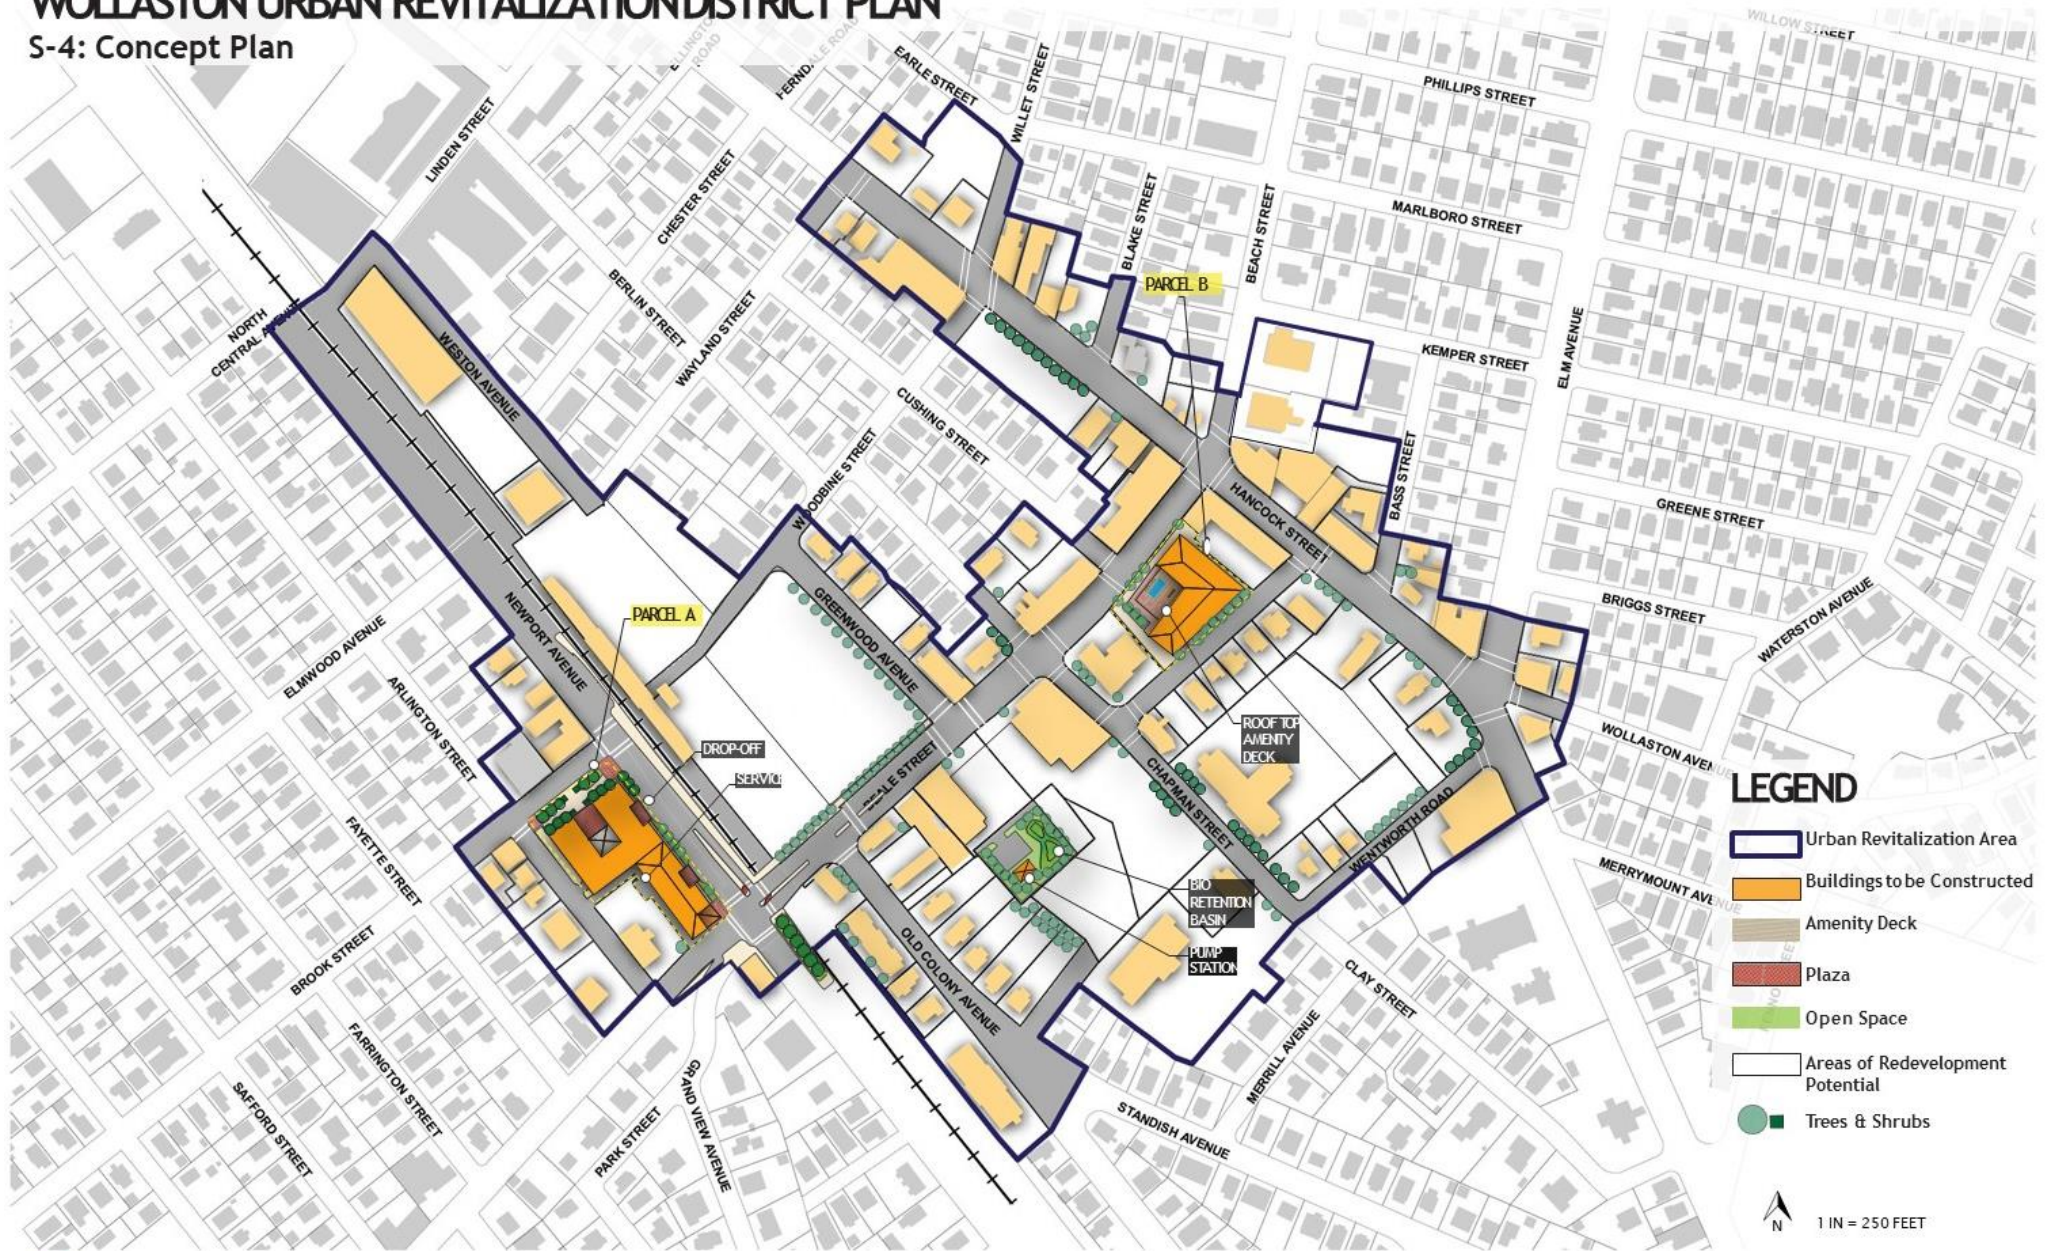 WOLLASTON URBAN REVITALIZATION DISTRICT PLAN
S-4: Concept Plan
WILLOW STREET
EARLE STREET
WILLET STREET
PHILLIPS STREET
LINDEN STREET
CHESTER STREET
BLAKE STREET
BEACH STREET
MARLBORO STREET
PARCEL B
BERLIN STREET
WAYLAND STREET
NORTH
CENTRAL AVENUE
WESTON AVENUE
KEMPER STREET
ELM AVENUE
CUSHING STREET
WOODBINE STREET
BASS STREET
HANCOCK STREET
GREENE STREET
NEWPORT AVENUE
GREENWOOD AVENUE
BRIGGS STREET
WATERSTON AVENUE
PARCEL A
ELMWOOD AVENUE
ARLINGTON STREET
DROP-OFF
ROOF TOP
AMENITY
DECK
BEALE STREET
CHAPMAN STREET
WOLLASTON AVENUE
FAYETTE STREET
WENTWORTH ROAD
MERRYMOUNT AVENUE
BIO
RETENTION
BASIN
PUMP
STATION
BROOK STREET
OLD COLONY AVENUE
CLAY STREET
FARRINGTON STREET
SAFFORD STREET
GRAND VIEW AVENUE
PARK STREET
MERRILL AVENUE
STANDISH AVENUE
LEGEND
Urban Revitalization Area
Buildings to be Constructed
Amenity Deck
Plaza
Open Space
Areas of Redevelopment
Potential
Trees & Shrubs
N
1 IN = 250 FEET